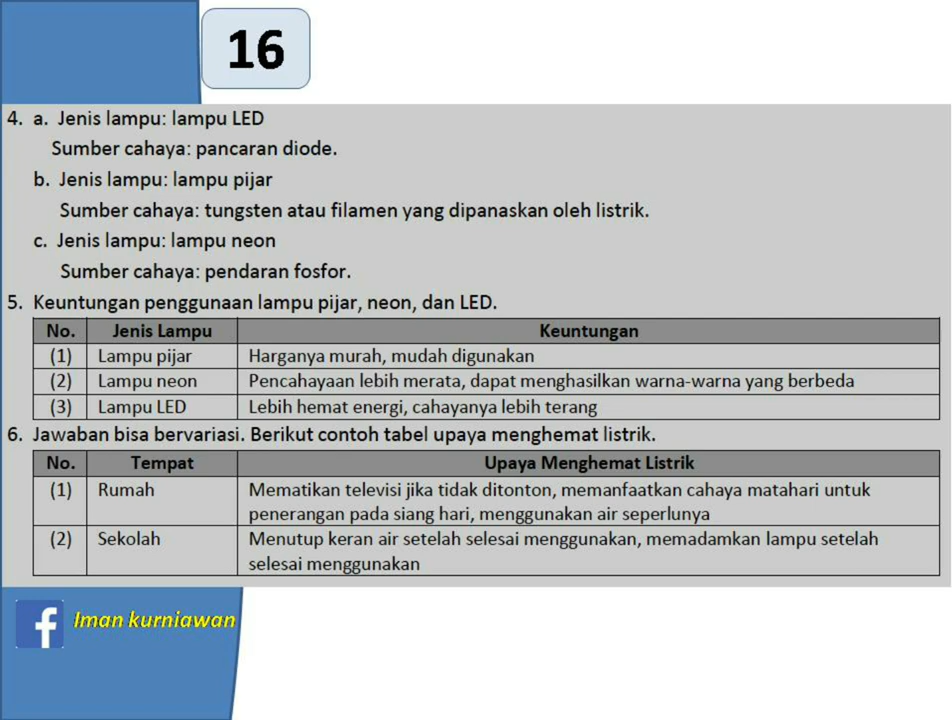 16
4. a. Jenis lampu: lampu LED
Sumber cahaya: pancaran diode.
b. Jenis lampu: lampu pijar
Sumber cahaya: tungsten atau filamen yang dipanaskan oleh listrik.
c. Jenis lampu: lampu neon
Sumber cahaya: pendaran fosfor.
5. Keuntungan penggunaan lampu pijar, neon, dan LED.
No. Jenis Lampu Keuntungan
(1) Lampu pijar Harganya murah, mudah digunakan
(2) Lampu neon Pencahayaan lebih merata, dapat menghasilkan warna-warna yang berbeda
(3) Lampu LED Lebih hemat energi, cahayanya lebih terang
6. Jawaban bisa bervariasi. Berikut contoh tabel upaya menghemat listrik.
No. Tempat Upaya Menghemat Listrik
(1) Rumah Mematikan televisi jika tidak ditonton, memanfaatkan cahaya matahari untuk
penerangan pada siang hari, menggunakan air seperlunya
(2) Sekolah Menutup keran air setelah selesai menggunakan, memadamkan lampu setelah
selesai menggunakan
f Iman kurniawan